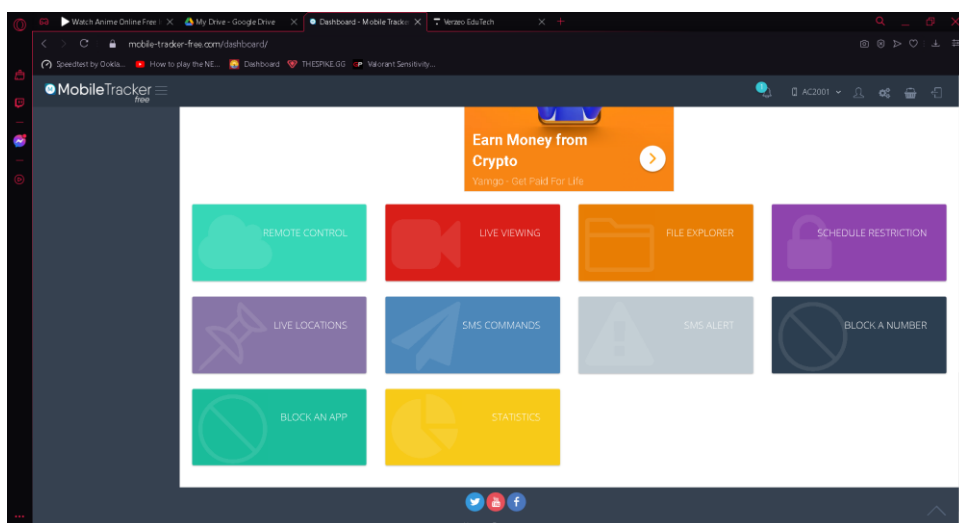 Watch Anime Online Free
My Drive - Google Drive
Dashboard - Mobile Tracker
Verzeo EduTech
mobile-tracker-free.com/dashboard/
Speedtest by Ookla...
How to play the NE...
Dashboard
THESPIKE.GG
Valorant Sensitivity...
MobileTracker
free
1
AC2001
Earn Money from
Crypto
Yanngo - Get Paid For Life
REMOTE CONTROL
LIVE VIEWING
FILE EXPLORER
SCHEDULE RESTRICTION
LIVE LOCATIONS
SMS COMMANDS
SMS ALERT
BLOCK A NUMBER
BLOCK AN APP
STATISTICS